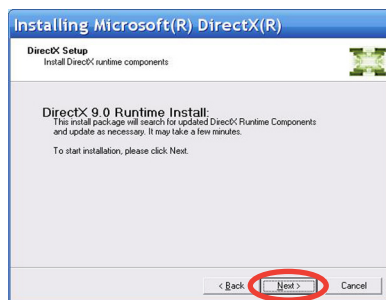 Installing Microsoft(R) DirectX(R)
DirectX Setup
Install DirectX runtime components
DirectX 9.0 Runtime Install:
This install package will search for updated DirectX Runtime Components
and update as necessary. It may take a few minutes.
To start installation, please click Next.
< Back Next > Cancel